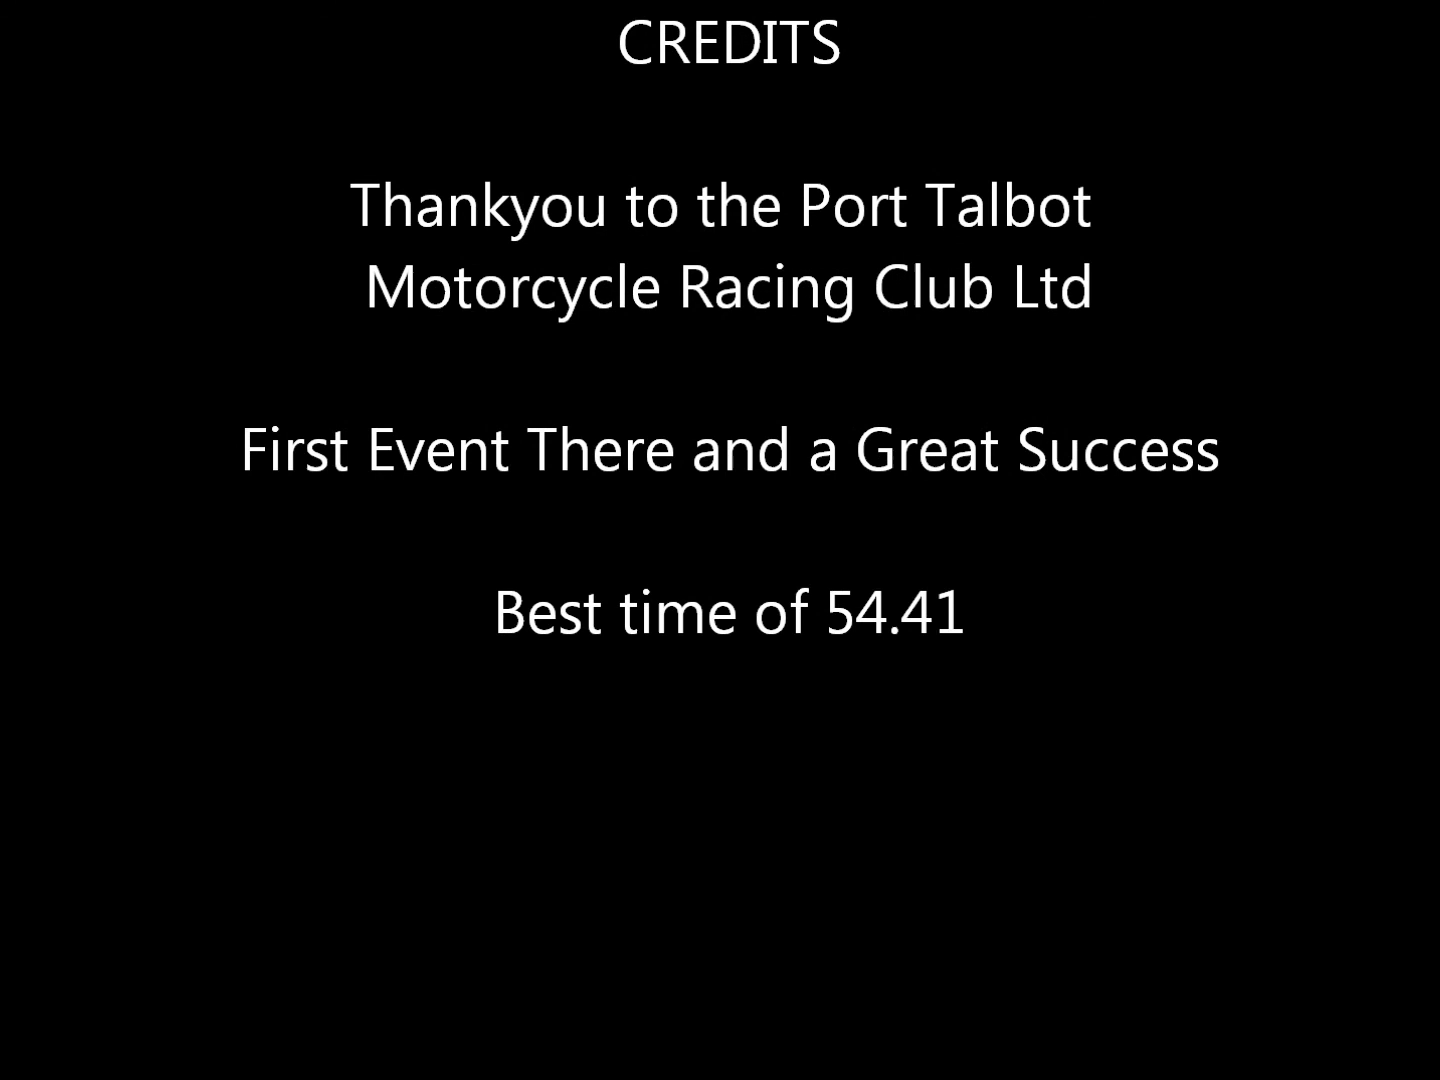 CREDITS
Thankyou to the Port Talbot
Motorcycle Racing Club Ltd
First Event There and a Great Success
Best time of 54.41